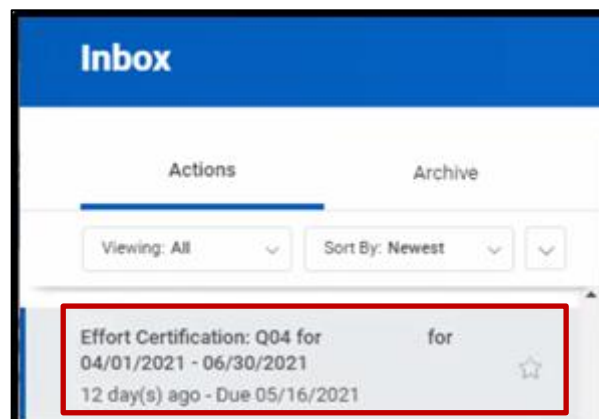 Inbox
Actions Archive
Viewing: All Sort By: Newest
Effort Certification: Q04 for for
04/01/2021 - 06/30/2021
12 day(s) ago - Due 05/16/2021